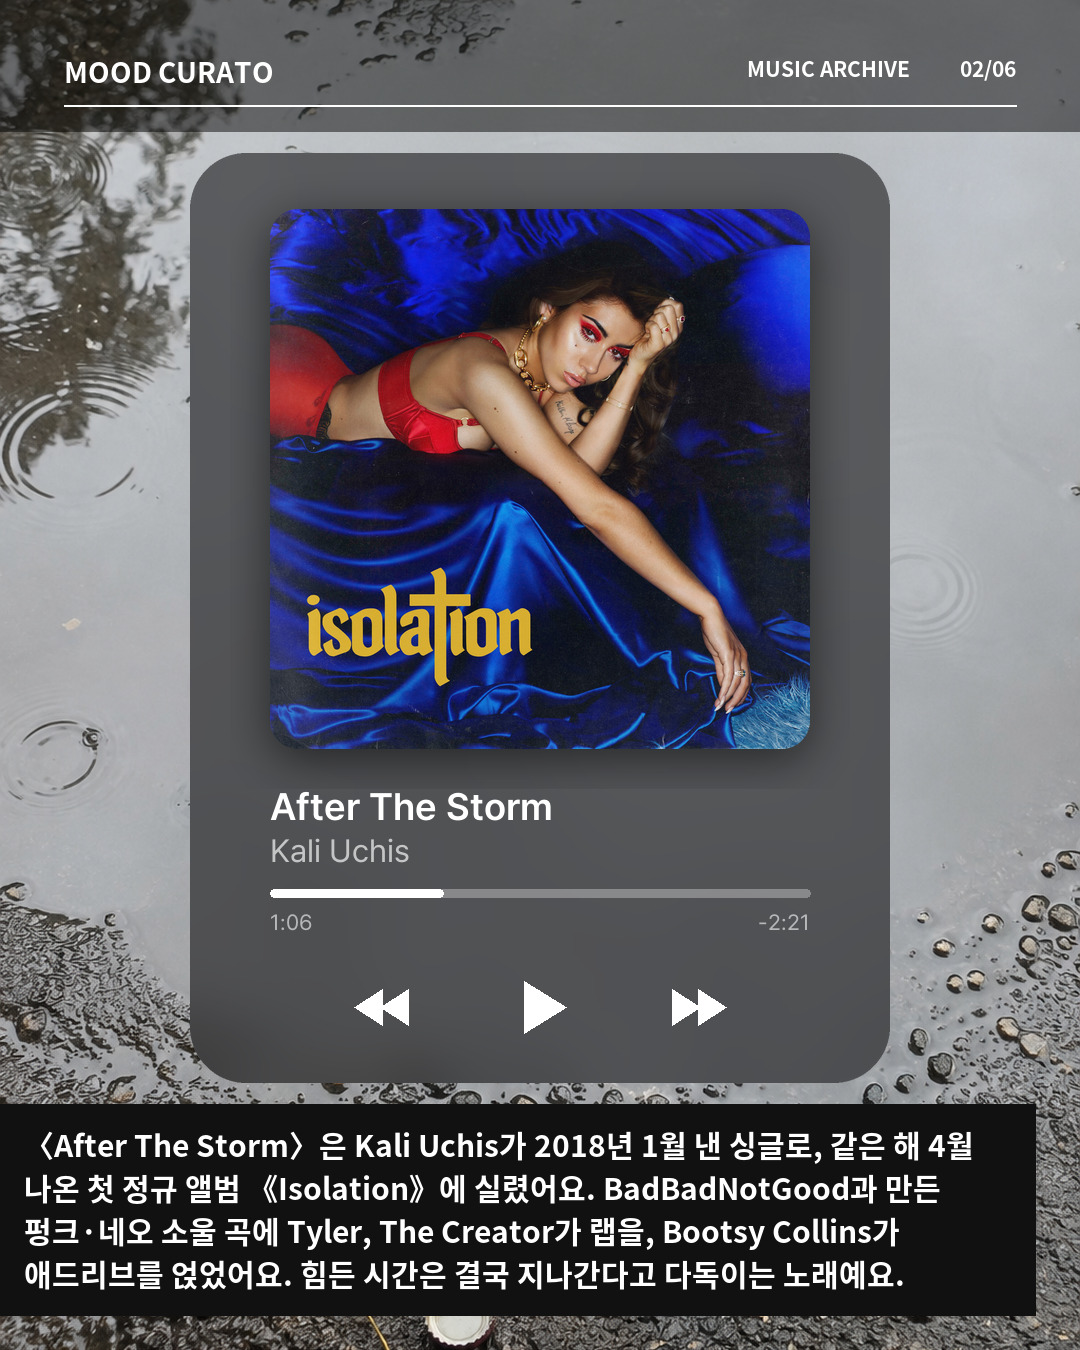 MOOD CURATO
MUSIC ARCHIVE 02/06
isolation
After The Storm
Kali Uchis
1:06 -2:21
〈After The Storm〉은 Kali Uchis가 2018년 1월 낸 싱글로, 같은 해 4월
나온 첫 정규 앨범 《Isolation》에 실렸어요. BadBadNotGood과 만든
펑크·네오 소울 곡에 Tyler, The Creator가 랩을, Bootsy Collins가
애드리브를 얹었어요. 힘든 시간은 결국 지나간다고 다독이는 노래예요.